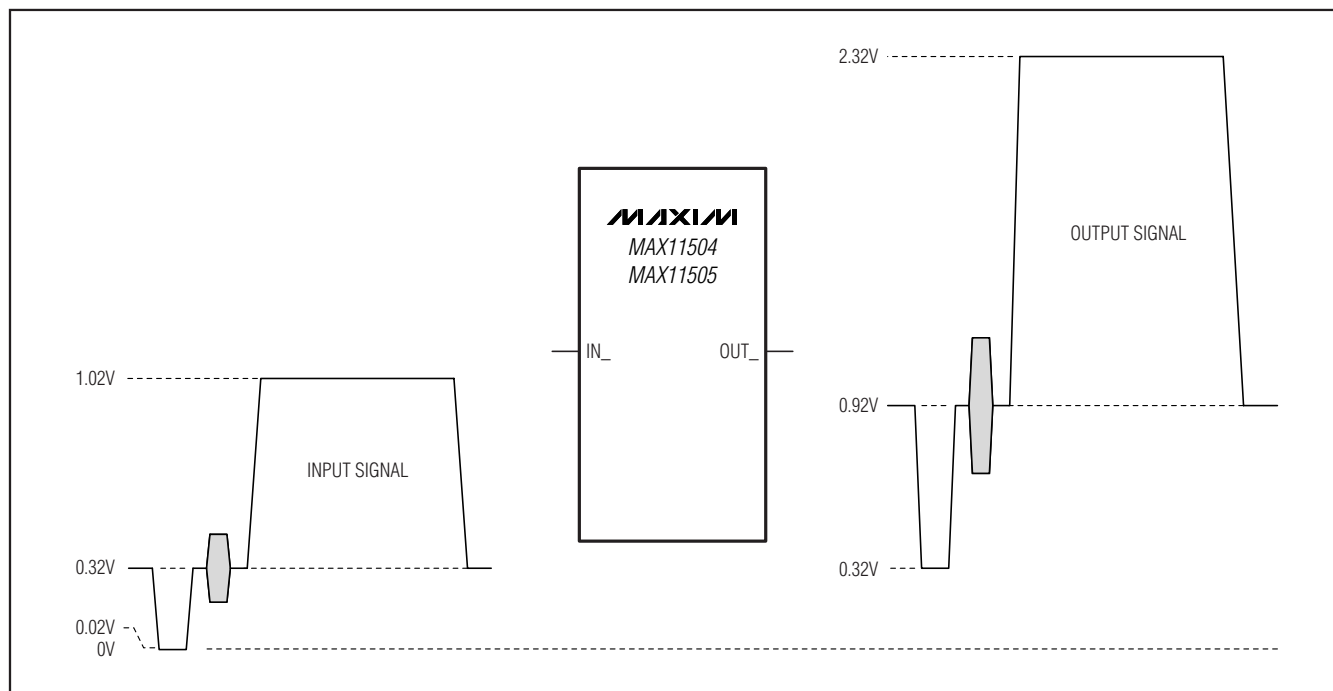 2.32V
MAXIM
MAX11504
MAX11505
OUTPUT SIGNAL
IN_
OUT_
1.02V
0.92V
INPUT SIGNAL
0.32V
0.32V
0.02V
0V